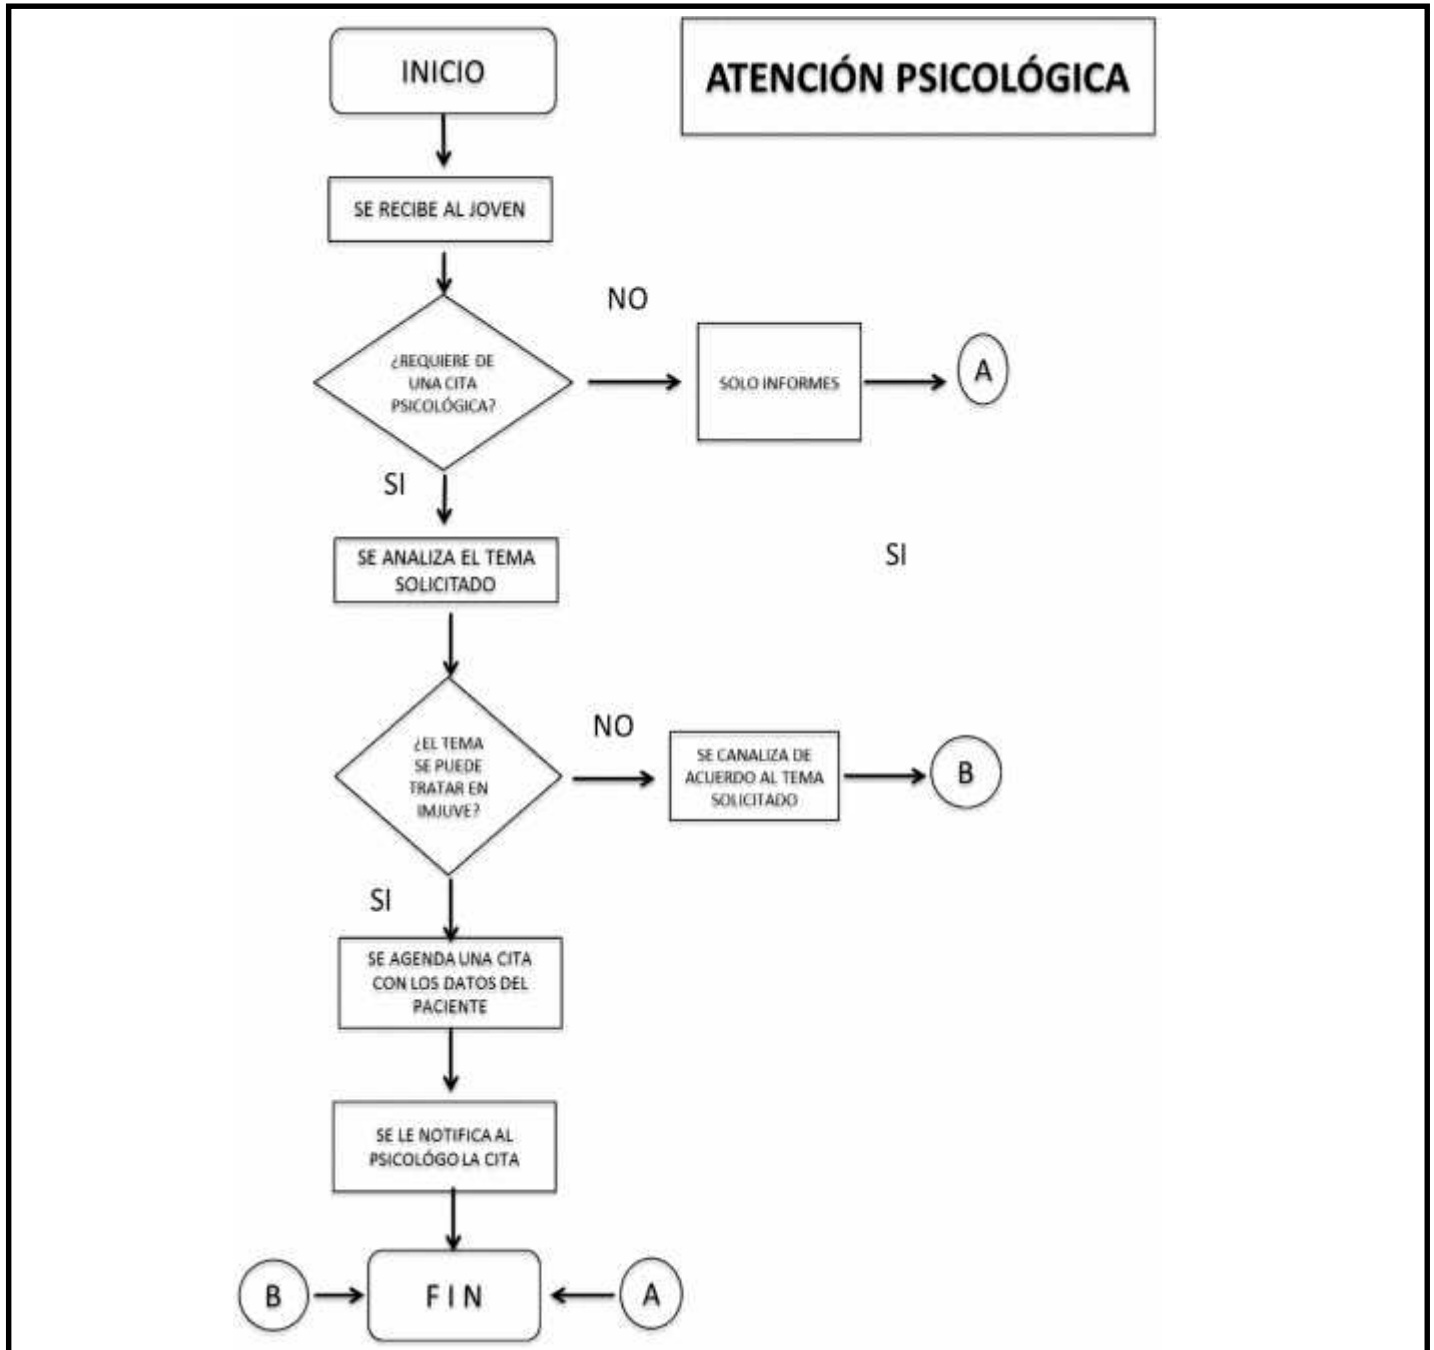 INICIO
ATENCIÓN PSICOLÓGICA
SE RECIBE AL JOVEN
NO
¿REQUIERE DE
UNA CITA
PSICOLÓGICA?
SOLO INFORMES
A
SI
SE ANALIZA EL TEMA
SOLICITADO
SI
NO
¿EL TEMA
SE PUEDE
TRATAR EN
IMJUVE?
SE CANALIZA DE
ACUERDO AL TEMA
SOLICITADO
B
SI
SE AGENDA UNA CITA
CON LOS DATOS DEL
PACIENTE
SE LE NOTIFICA AL
PSICOLÓGO LA CITA
B
F I N
A